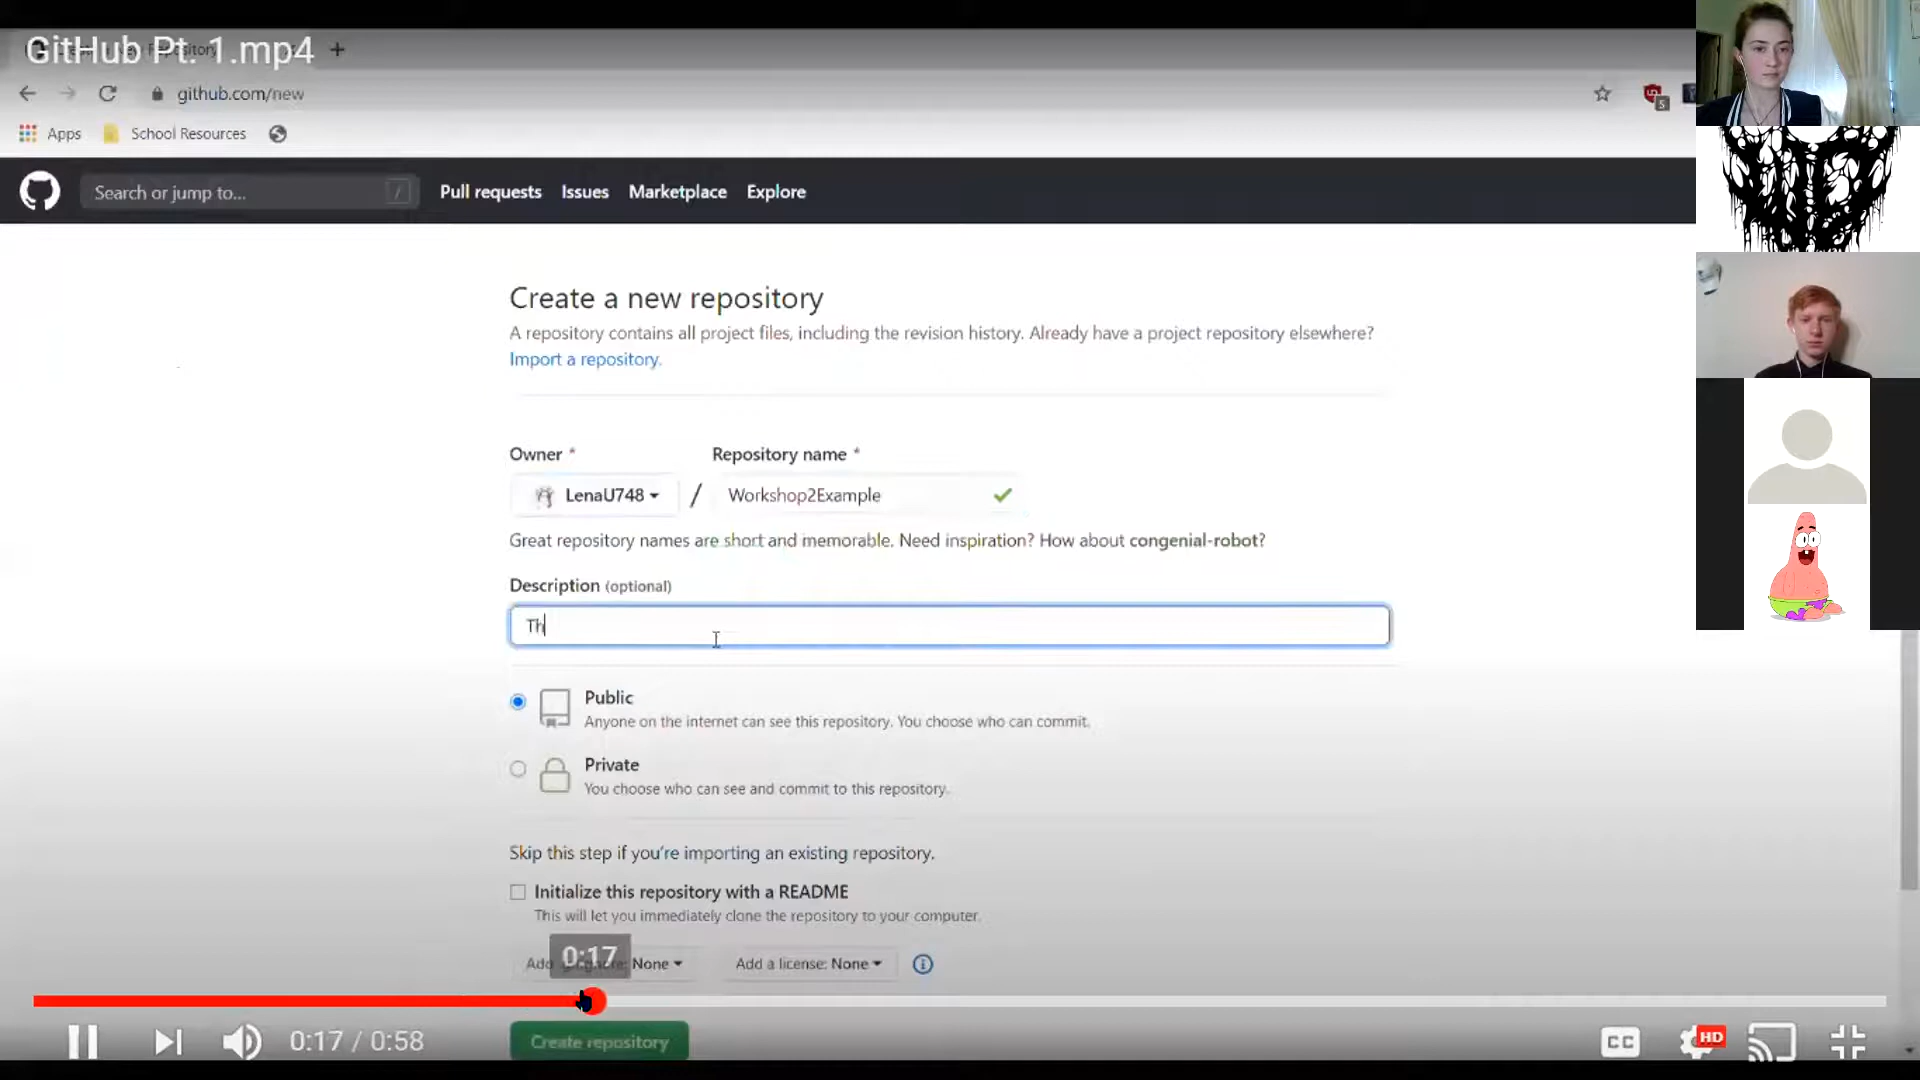 GitHub Pt. 1.mp4
github.com/new
5
Apps
School Resources
Search or jump to...
/
Pull requests
Issues
Marketplace
Explore
Create a new repository
A repository contains all project files, including the revision history. Already have a project repository elsewhere?
Import a repository.
Owner *
Repository name *
LenaU748
/
Workshop2Example
Great repository names are short and memorable. Need inspiration? How about congenial-robot?
Description (optional)
Th
Public
Anyone on the internet can see this repository. You choose who can commit.
Private
You choose who can see and commit to this repository.
Skip this step if you're importing an existing repository.
Initialize this repository with a README
This will let you immediately clone the repository to your computer.
Add
0:17
None
Add a license: None
0:17 / 0:58
Create repository
CC
HD